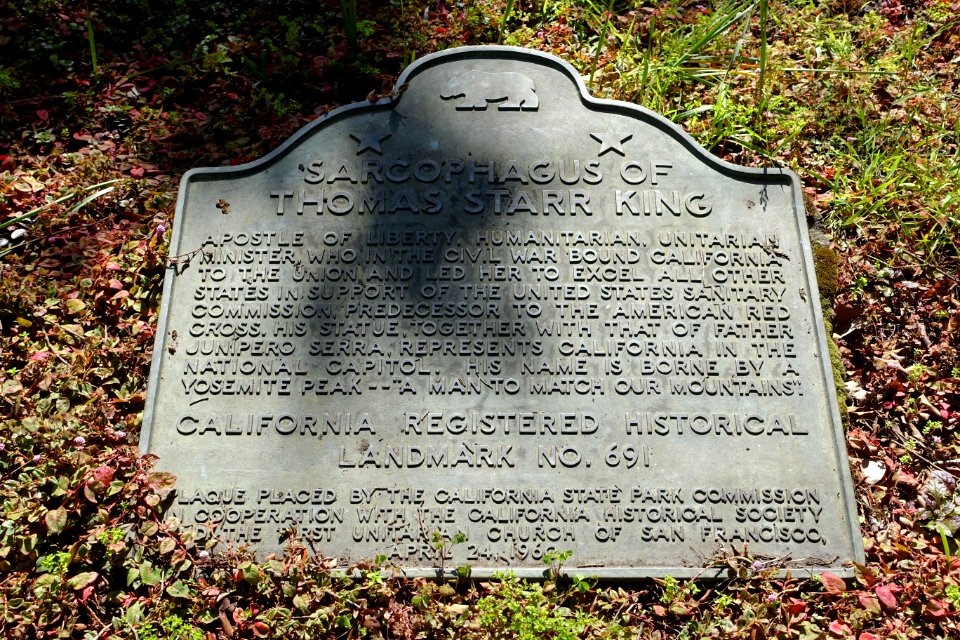 SARCOPHAGUS OF
THOMAS STARR KING
APOSTLE OF LIBERTY, HUMANITARIAN, UNITARIAN
MINISTER, WHO IN THE CIVIL WAR BOUND CALIFORNIA
TO THE UNION AND LED HER TO EXCEL ALL OTHER
STATES IN SUPPORT OF THE UNITED STATES SANITARY
COMMISSION, PREDECESSOR TO THE AMERICAN RED
CROSS. HIS STATUE, TOGETHER WITH THAT OF FATHER
JUNIPERO SERRA, REPRESENTS CALIFORNIA IN THE
NATIONAL CAPITOL. HIS NAME IS BORNE BY A
YOSEMITE PEAK -- "A MAN TO MATCH OUR MOUNTAINS".
CALIFORNIA REGISTERED HISTORICAL
LANDMARK NO. 691
PLAQUE PLACED BY THE CALIFORNIA STATE PARK COMMISSION
IN COOPERATION WITH THE CALIFORNIA HISTORICAL SOCIETY
AND THE FIRST UNITARIAN CHURCH OF SAN FRANCISCO,
APRIL 24,